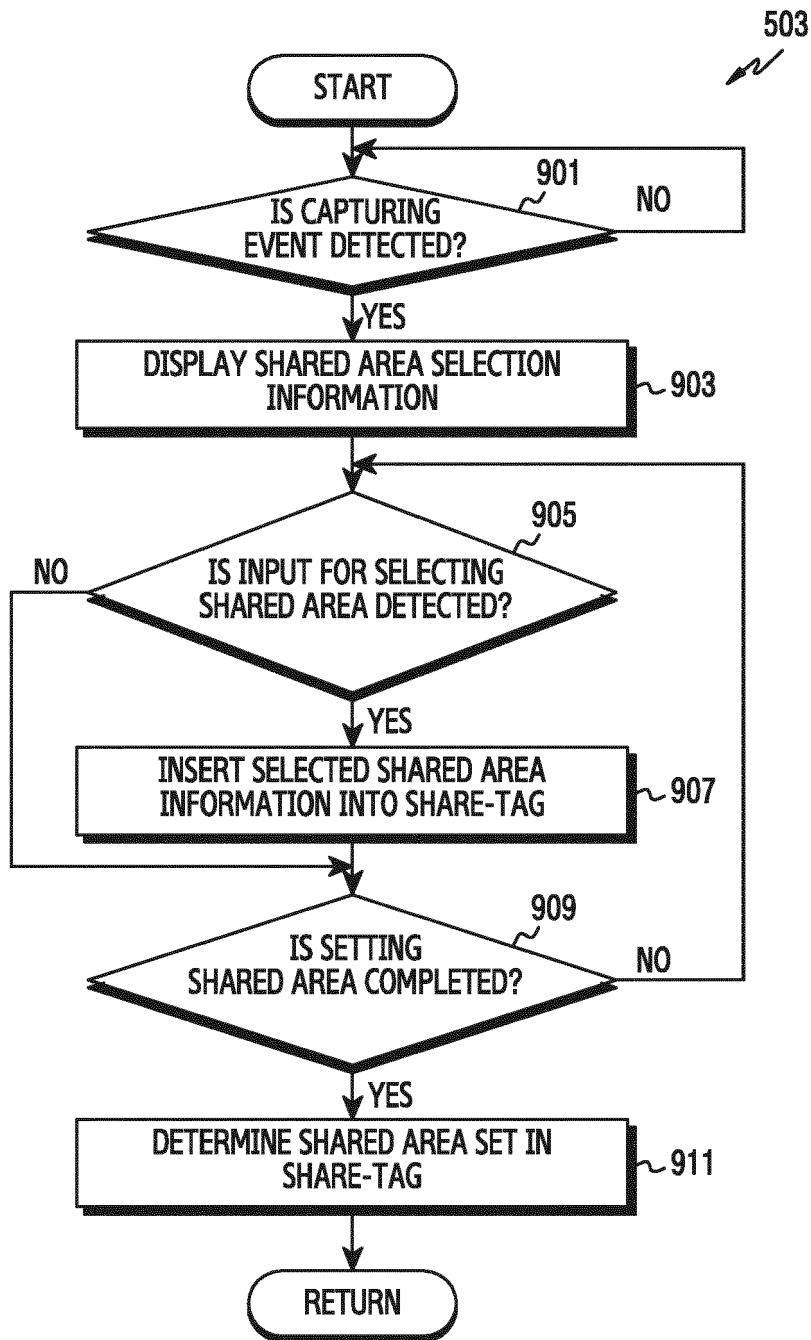 503
START
901
IS CAPTURING
EVENT DETECTED?
NO
YES
DISPLAY SHARED AREA SELECTION
INFORMATION
903
905
NO
IS INPUT FOR SELECTING
SHARED AREA DETECTED?
YES
INSERT SELECTED SHARED AREA
INFORMATION INTO SHARE-TAG
907
909
IS SETTING
SHARED AREA COMPLETED?
NO
YES
DETERMINE SHARED AREA SET IN
SHARE-TAG
911
RETURN